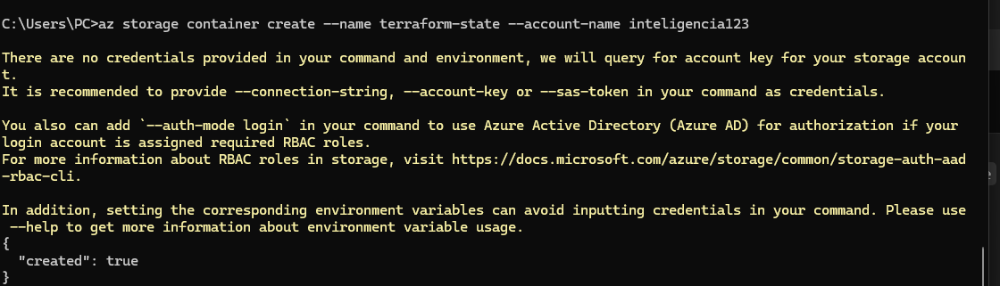 C:\Users\PC>az storage container create --name terraform-state --account-name inteligencia123
There are no credentials provided in your command and environment, we will query for account key for your storage accoun
t.
It is recommended to provide --connection-string, --account-key or --sas-token in your command as credentials.
You also can add `--auth-mode login` in your command to use Azure Active Directory (Azure AD) for authorization if your
login account is assigned required RBAC roles.
For more information about RBAC roles in storage, visit https://docs.microsoft.com/azure/storage/common/storage-auth-aad
-rbac-cli.
In addition, setting the corresponding environment variables can avoid inputting credentials in your command. Please use
 --help to get more information about environment variable usage.
{
  "created": true
}